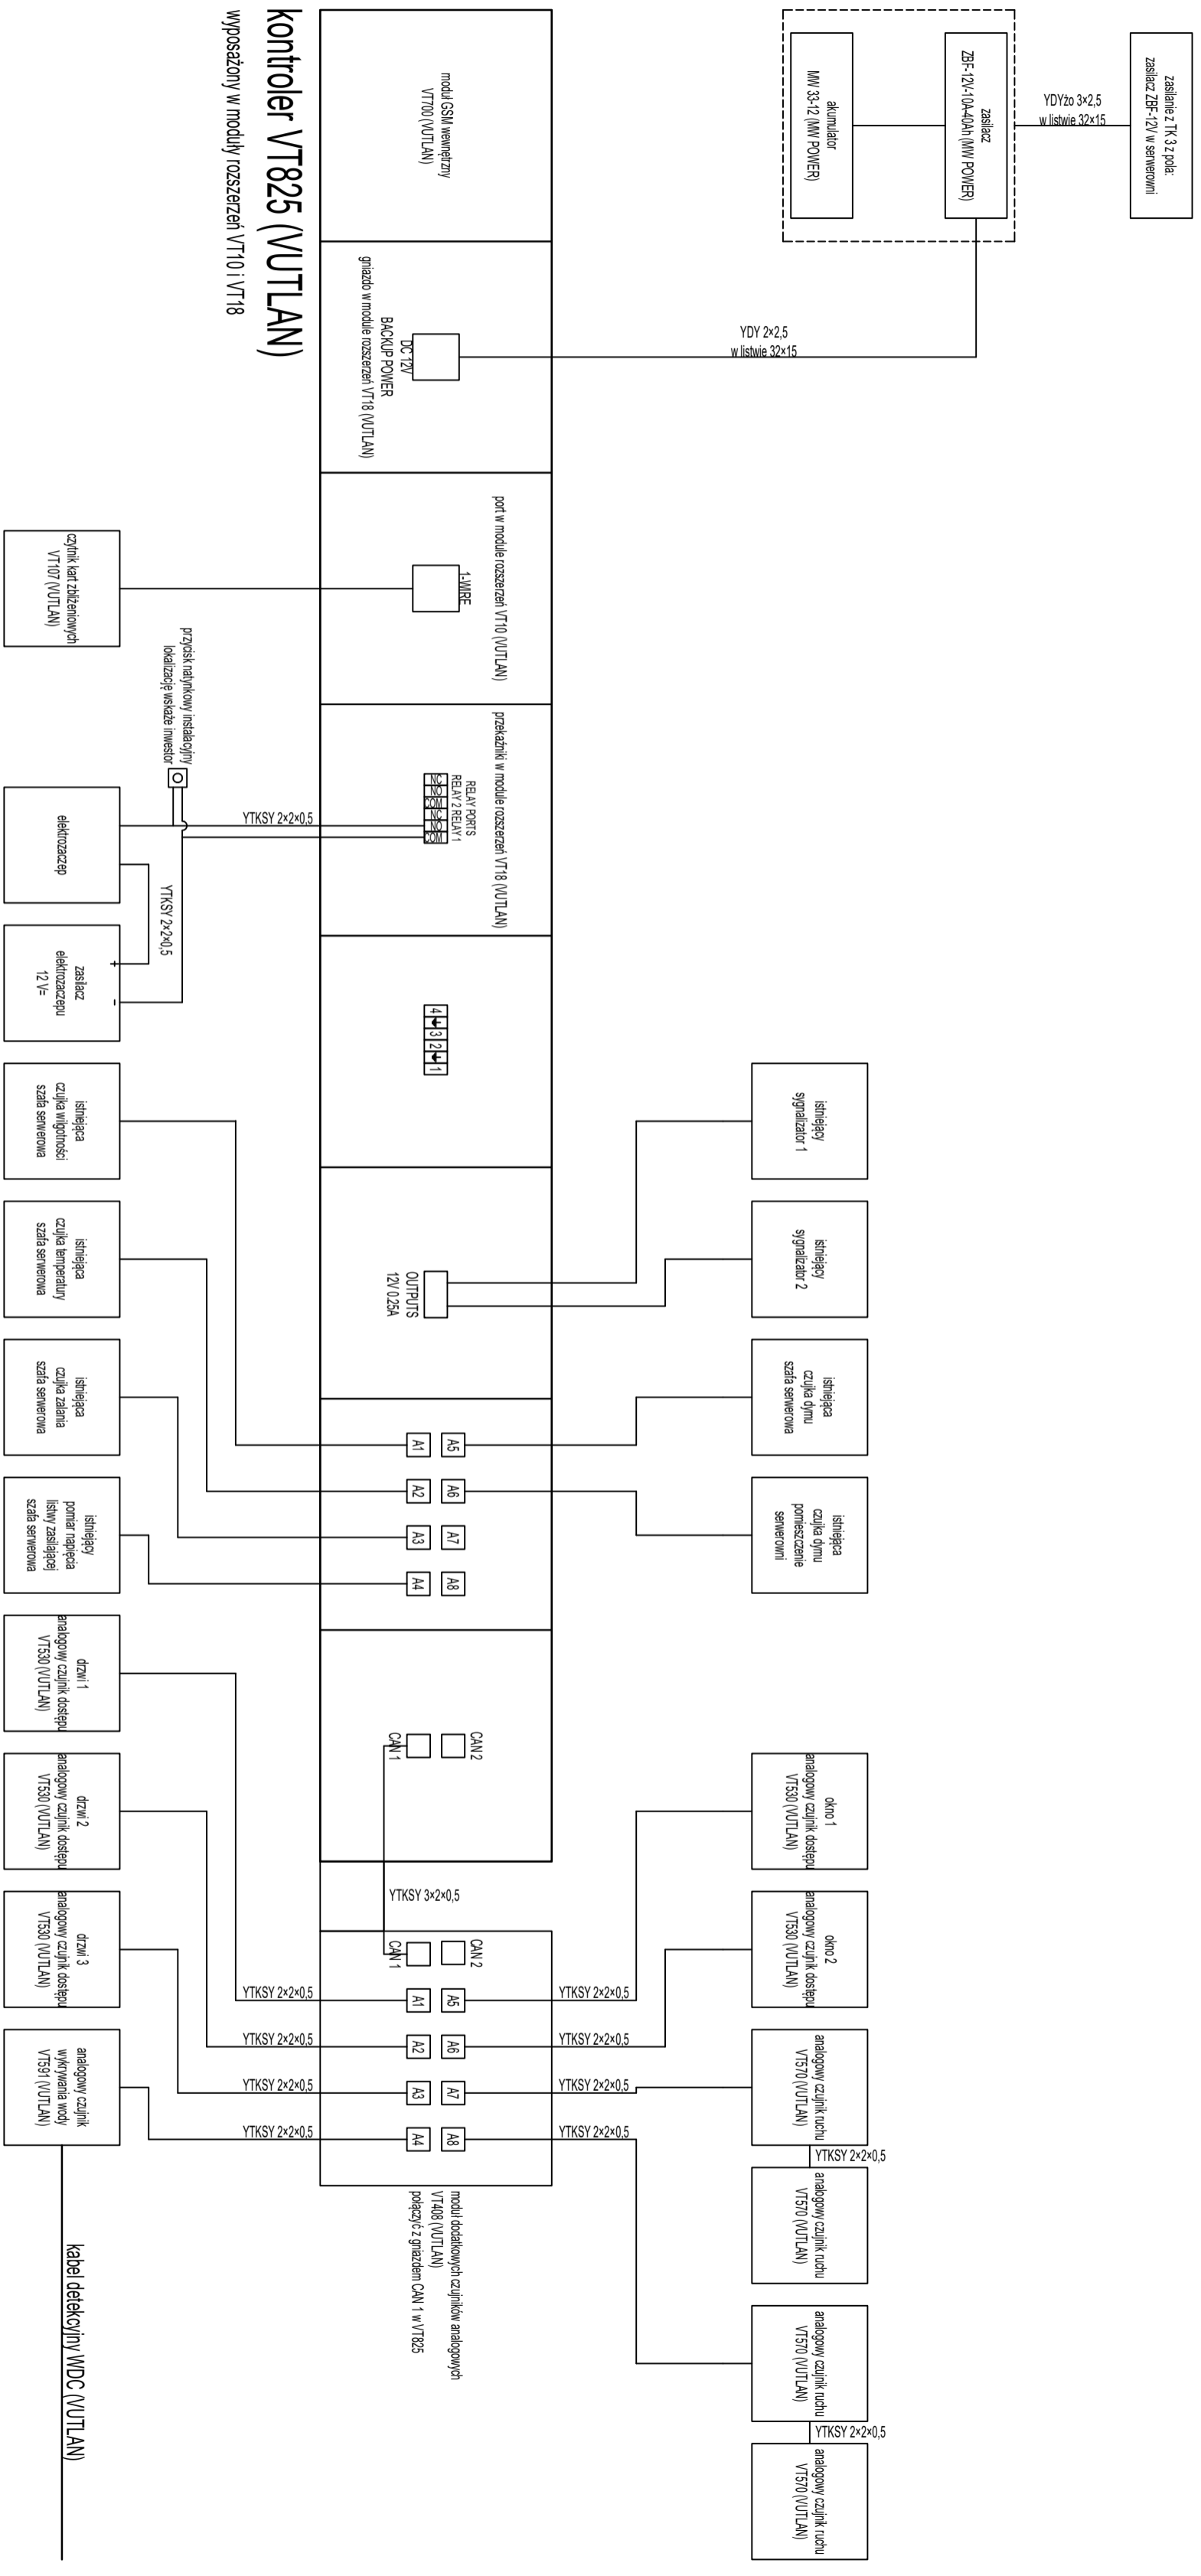 zasilanie z TK 3 z pola:
zasilacz ZBF-12V w serwerowni
YDYżo 3×2,5
w listwie 32×15
zasilacz
ZBF-12V-10A-40Ah (MW POWER)
akumulator
MW 33-12 (MW POWER)
YDY 2×2,5
w listwie 32×15
istniejący
sygnalizator 1
istniejący
sygnalizator 2
istniejąca
czujka dymu
szafa serwerowa
istniejąca
czujka dymu
pomieszczenie
serwerowni
okno 1
analogowy czujnik dostępu
VT530 (VUTLAN)
okno 2
analogowy czujnik dostępu
VT530 (VUTLAN)
analogowy czujnik ruchu
VT570 (VUTLAN)
YTKSY 2×2×0,5
analogowy czujnik ruchu
VT570 (VUTLAN)
analogowy czujnik ruchu
VT570 (VUTLAN)
YTKSY 2×2×0,5
analogowy czujnik ruchu
VT570 (VUTLAN)
YTKSY 2×2×0,5
YTKSY 2×2×0,5
YTKSY 2×2×0,5
YTKSY 2×2×0,5
moduł GSM wewnętrzny
VT700 (VUTLAN)
DC 12V
BACKUP POWER
gniazdo w module rozszerzeń VT18 (VUTLAN)
port w module rozszerzeń VT10 (VUTLAN)
1-WIRE
przekaźniki w module rozszerzeń VT18 (VUTLAN)
RELAY PORTS
RELAY 2 RELAY 1
NC NO COM NC NO COM
4 3 2 1
OUTPUTS
12V 0.25A
A5 A6 A7 A8
A1 A2 A3 A4
CAN 2
CAN 1
YTKSY 3×2×0,5
CAN 2
CAN 1
A5 A6 A7 A8
A1 A2 A3 A4
moduł dodatkowych czujników analogowych
VT408 (VUTLAN)
połączyć z gniazdem CAN 1 w VT825
kontroler VT825 (VUTLAN)
wyposażony w moduły rozszerzeń VT10 i VT18
przycisk natynkowy instalacyjny
lokalizację wskaże inwestor
YTKSY 2×2×0,5
YTKSY 2×2×0,5
YTKSY 2×2×0,5
YTKSY 2×2×0,5
YTKSY 2×2×0,5
YTKSY 2×2×0,5
czytnik kart zbliżeniowych
VT107 (VUTLAN)
elektrozaczep
+ -
zasilacz
elektrozaczepu
12 V=
istniejąca
czujka wilgotności
szafa serwerowa
istniejąca
czujka temperatury
szafa serwerowa
istniejąca
czujka zalania
szafa serwerowa
istniejący
pomiar napięcia
listwy zasilającej
szafa serwerowa
drzwi 1
analogowy czujnik dostępu
VT530 (VUTLAN)
drzwi 2
analogowy czujnik dostępu
VT530 (VUTLAN)
drzwi 3
analogowy czujnik dostępu
VT530 (VUTLAN)
analogowy czujnik
wykrywania wody
VT591 (VUTLAN)
kabel detekcyjny WDC (VUTLAN)